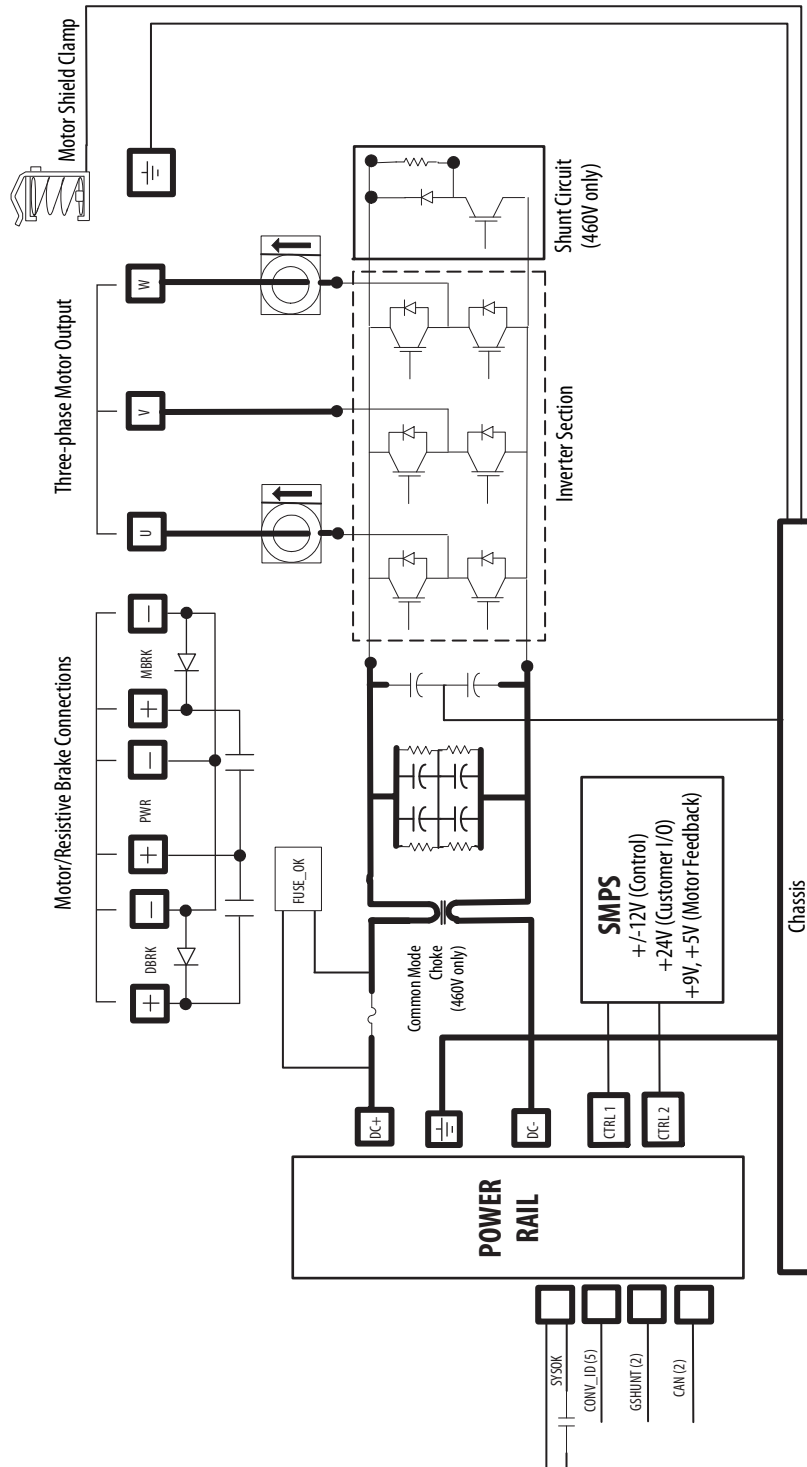 Motor Shield Clamp
Three-phase Motor Output
W
V
U
Motor/Resistive Brake Connections
−
MBRK
+
−
PWR
+
−
DBRK
+
Shunt Circuit
(460V only)
Inverter Section
FUSE_OK
Common Mode
Choke
(460V only)
SMPS
+/-12V (Control)
+24V (Customer I/O)
+9V, +5V (Motor Feedback)
DC+
DC-
CTRL 1
CTRL 2
POWER
RAIL
Chassis
SYSOK
CONV_ID (5)
GSHUNT (2)
CAN (2)